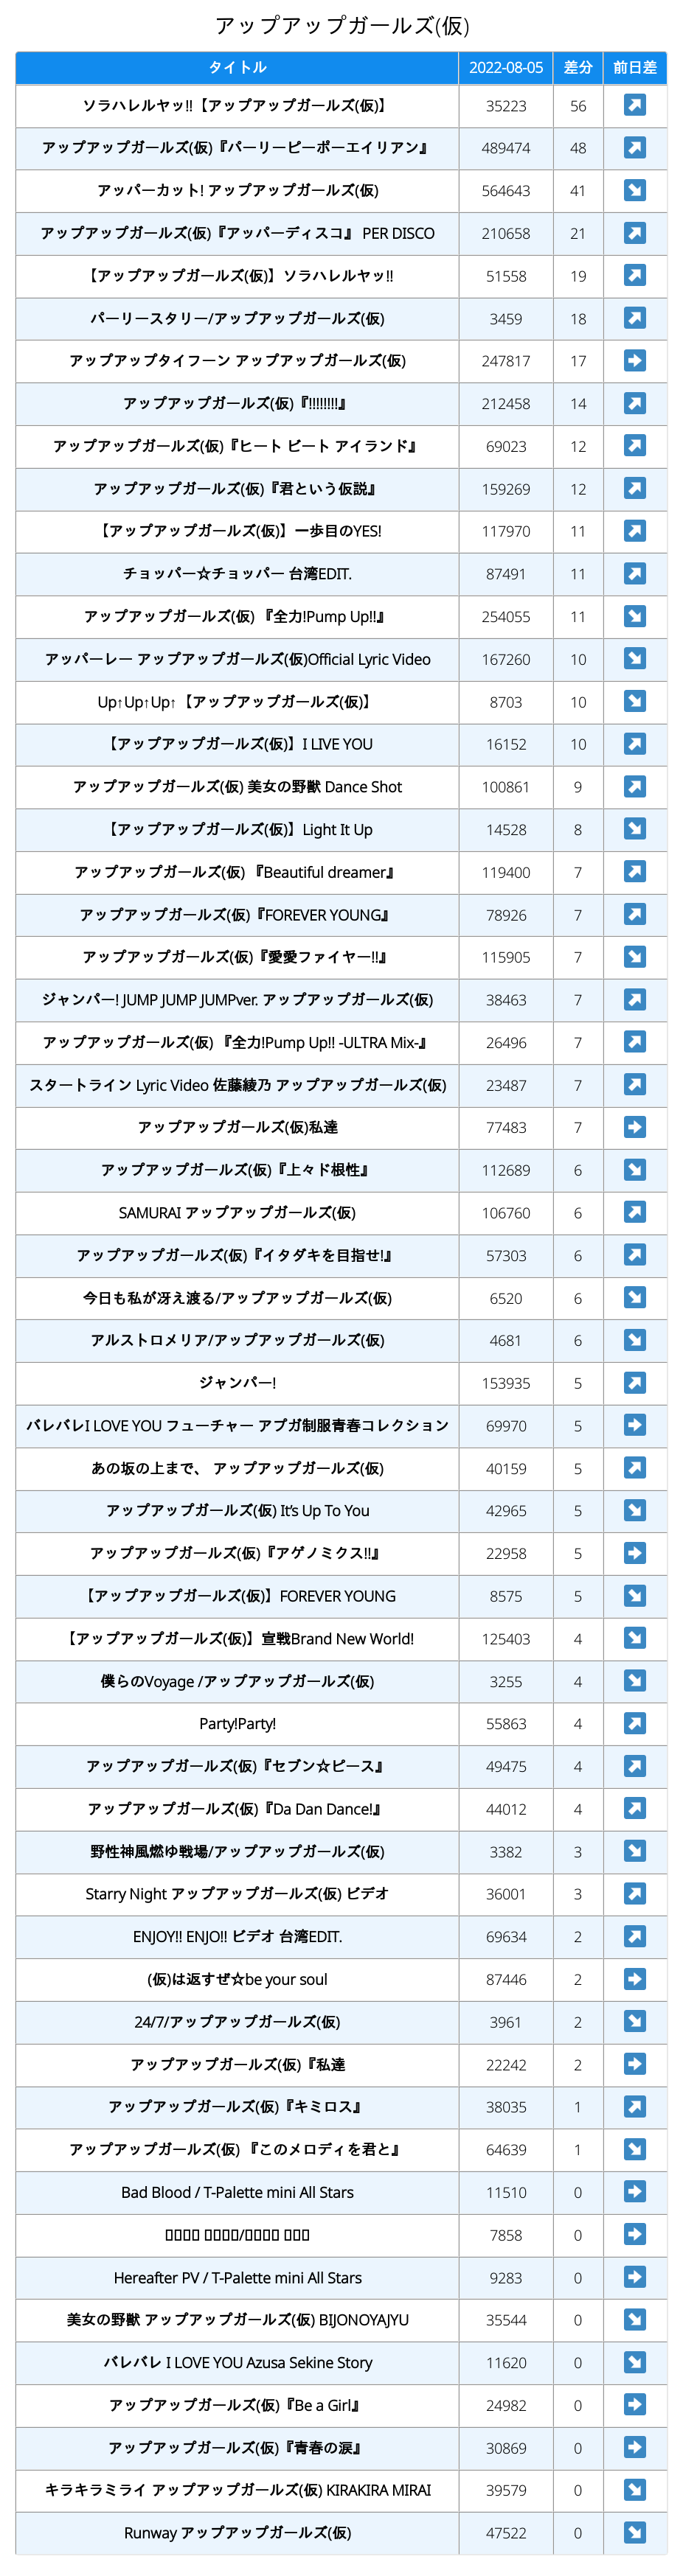 アップアップガールズ(仮)
タイトル 2022-08-05 差分 前日差
ソラハレルヤッ!!【アップアップガールズ(仮)】 35223 56
アップアップガールズ(仮)『パーリーピーポーエイリアン』 489474 48
アッパーカット! アップアップガールズ(仮) 564643 41
アップアップガールズ(仮)『アッパーディスコ』 PER DISCO 210658 21
【アップアップガールズ(仮)】ソラハレルヤッ!! 51558 19
パーリースタリー/アップアップガールズ(仮) 3459 18
アップアップタイフーン アップアップガールズ(仮) 247817 17
アップアップガールズ(仮)『!!!!!!!!』 212458 14
アップアップガールズ(仮)『ヒート ビート アイランド』 69023 12
アップアップガールズ(仮)『君という仮説』 159269 12
【アップアップガールズ(仮)】一歩目のYES! 117970 11
チョッパー☆チョッパー 台湾EDIT. 87491 11
アップアップガールズ(仮) 『全力!Pump Up!!』 254055 11
アッパーレー アップアップガールズ(仮)Official Lyric Video 167260 10
Up↑Up↑Up↑【アップアップガールズ(仮)】 8703 10
【アップアップガールズ(仮)】I LIVE YOU 16152 10
アップアップガールズ(仮) 美女の野獣 Dance Shot 100861 9
【アップアップガールズ(仮)】Light It Up 14528 8
アップアップガールズ(仮) 『Beautiful dreamer』 119400 7
アップアップガールズ(仮)『FOREVER YOUNG』 78926 7
アップアップガールズ(仮)『愛愛ファイヤー!!』 115905 7
ジャンパー! JUMP JUMP JUMPver. アップアップガールズ(仮) 38463 7
アップアップガールズ(仮) 『全力!Pump Up!! -ULTRA Mix-』 26496 7
スタートライン Lyric Video 佐藤綾乃 アップアップガールズ(仮) 23487 7
アップアップガールズ(仮)私達 77483 7
アップアップガールズ(仮)『上々ド根性』 112689 6
SAMURAI アップアップガールズ(仮) 106760 6
アップアップガールズ(仮)『イタダキを目指せ!』 57303 6
今日も私が冴え渡る/アップアップガールズ(仮) 6520 6
アルストロメリア/アップアップガールズ(仮) 4681 6
ジャンパー! 153935 5
バレバレI LOVE YOU フューチャー アプガ制服青春コレクション 69970 5
あの坂の上まで、 アップアップガールズ(仮) 40159 5
アップアップガールズ(仮) It's Up To You 42965 5
アップアップガールズ(仮)『アゲノミクス!!』 22958 5
【アップアップガールズ(仮)】FOREVER YOUNG 8575 5
【アップアップガールズ(仮)】宣戦Brand New World! 125403 4
僕らのVoyage /アップアップガールズ(仮) 3255 4
Party!Party! 55863 4
アップアップガールズ(仮)『セブン☆ピース』 49475 4
アップアップガールズ(仮)『Da Dan Dance!』 44012 4
野性神風燃ゆ戦場/アップアップガールズ(仮) 3382 3
Starry Night アップアップガールズ(仮) ビデオ 36001 3
ENJOY!! ENJO!! ビデオ 台湾EDIT. 69634 2
(仮)は返すぜ☆be your soul 87446 2
24/7/アップアップガールズ(仮) 3961 2
アップアップガールズ(仮)『私達 22242 2
アップアップガールズ(仮)『キミロス』 38035 1
アップアップガールズ(仮) 『このメロディを君と』 64639 1
Bad Blood / T-Palette mini All Stars 11510 0
7858 0
Hereafter PV / T-Palette mini All Stars 9283 0
美女の野獣 アップアップガールズ(仮) BIJONOYAJYU 35544 0
バレバレ I LOVE YOU Azusa Sekine Story 11620 0
アップアップガールズ(仮)『Be a Girl』 24982 0
アップアップガールズ(仮)『青春の涙』 30869 0
キラキラミライ アップアップガールズ(仮) KIRAKIRA MIRAI 39579 0
Runway アップアップガールズ(仮) 47522 0